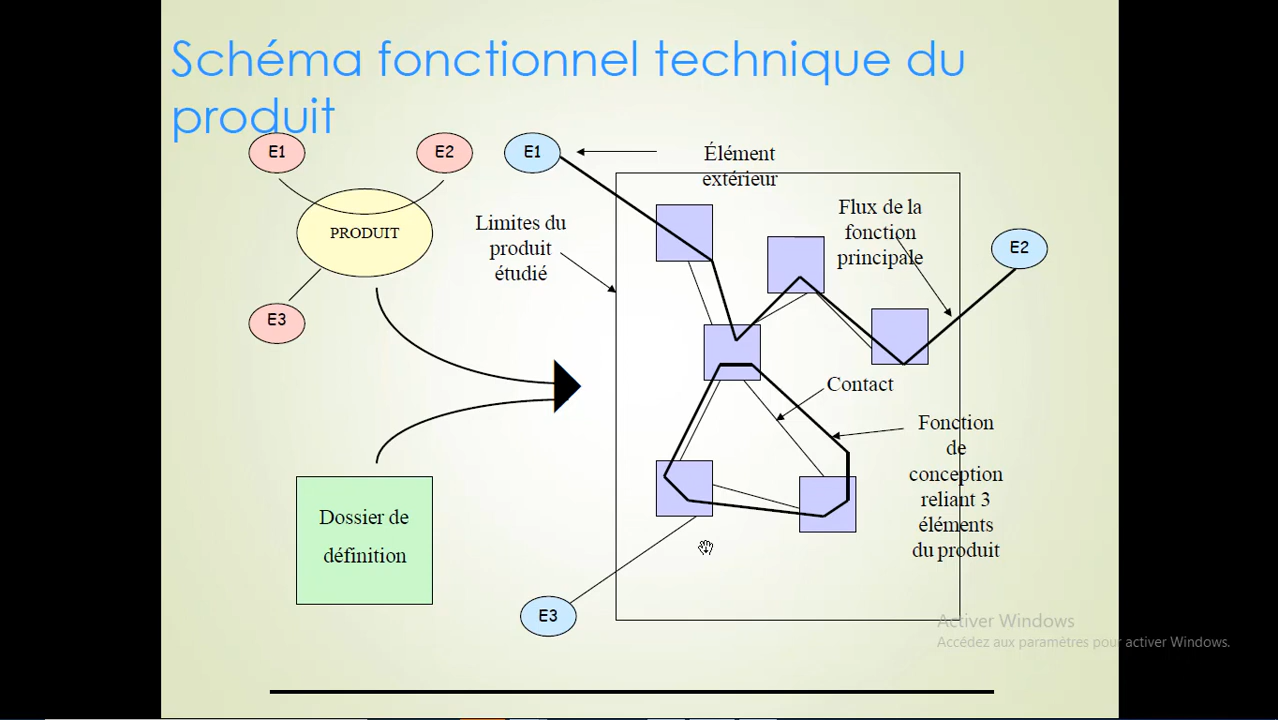 Schéma fonctionnel technique du
produit
E1
E2
PRODUIT
E3
Dossier de
définition
E1
Élément
extérieur
Limites du
produit
étudié
Flux de la
fonction
principale
E2
Contact
Fonction
de
conception
reliant 3
éléments
du produit
E3
Activer Windows
Accédez aux paramètres pour activer Windows.